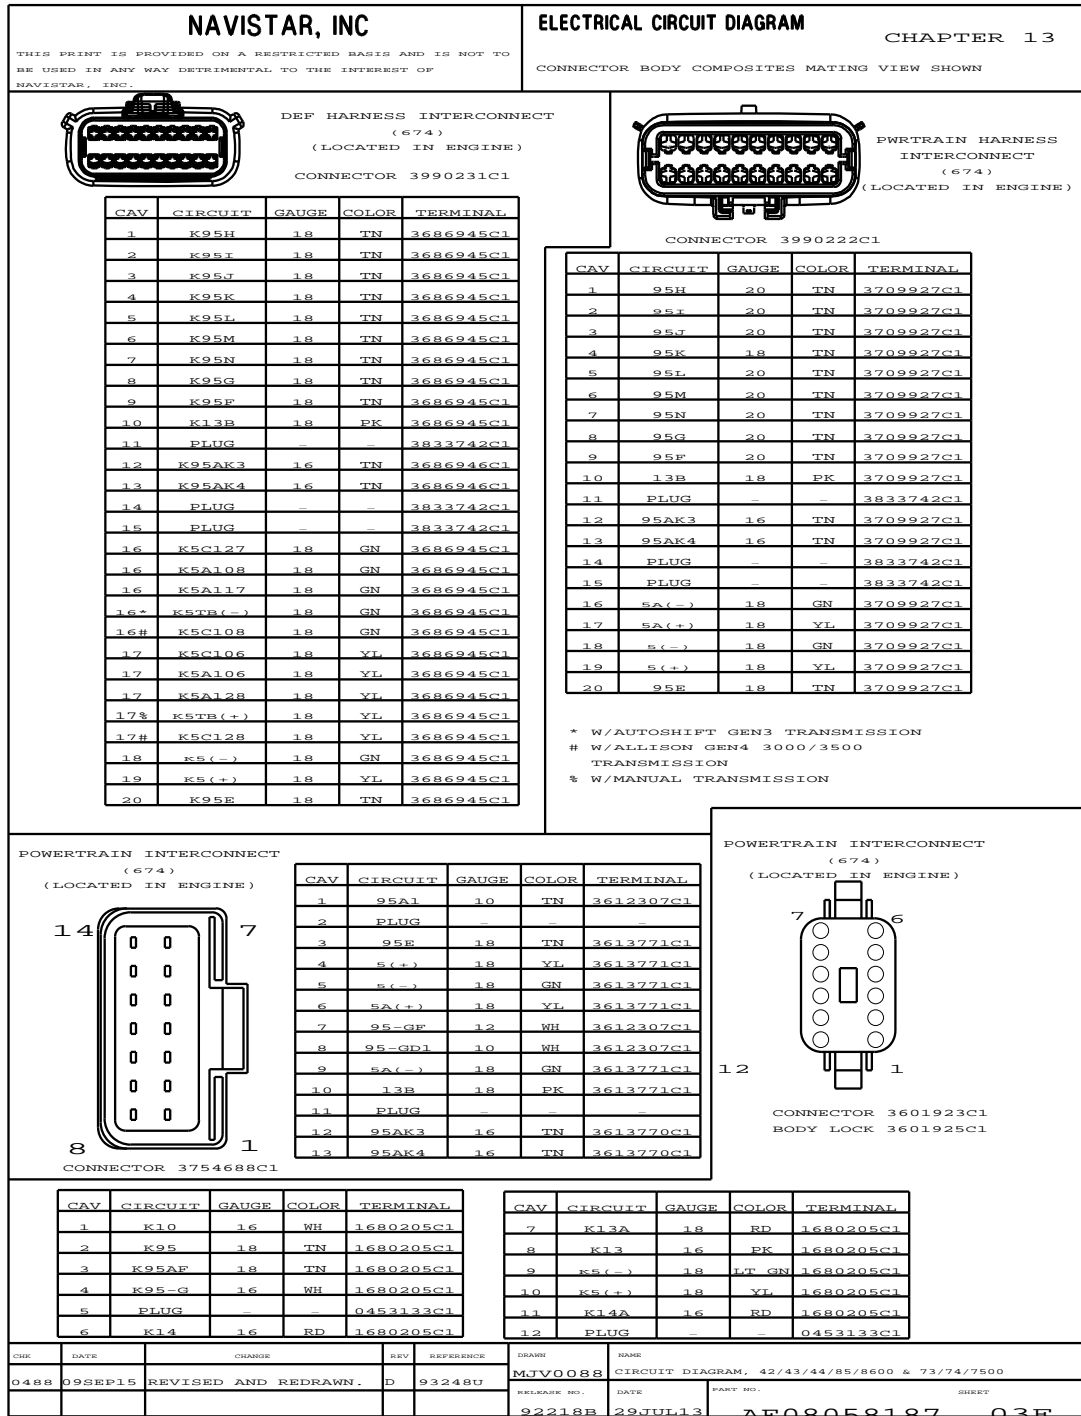 NAVISTAR, INC
THIS PRINT IS PROVIDED ON A RESTRICTED BASIS AND IS NOT TO
BE USED IN ANY WAY DETRIMENTAL TO THE INTEREST OF
NAVISTAR, INC.
ELECTRICAL CIRCUIT DIAGRAM
CHAPTER 13
CONNECTOR BODY COMPOSITES MATING VIEW SHOWN
DEF HARNESS INTERCONNECT
(674)
(LOCATED IN ENGINE)
CONNECTOR 3990231C1
CAV CIRCUIT GAUGE COLOR TERMINAL
1 K95H 18 TN 3686945C1
2 K95I 18 TN 3686945C1
3 K95J 18 TN 3686945C1
4 K95K 18 TN 3686945C1
5 K95L 18 TN 3686945C1
6 K95M 18 TN 3686945C1
7 K95N 18 TN 3686945C1
8 K95G 18 TN 3686945C1
9 K95F 18 TN 3686945C1
10 K13B 18 PK 3686945C1
11 PLUG – – 3833742C1
12 K95AK3 16 TN 3686946C1
13 K95AK4 16 TN 3686946C1
14 PLUG – – 3833742C1
15 PLUG – – 3833742C1
16 K5C127 18 GN 3686945C1
16 K5A108 18 GN 3686945C1
16 K5A117 18 GN 3686945C1
16* K5TB(–) 18 GN 3686945C1
16# K5C108 18 GN 3686945C1
17 K5C106 18 YL 3686945C1
17 K5A106 18 YL 3686945C1
17 K5A128 18 YL 3686945C1
17% K5TB(+) 18 YL 3686945C1
17# K5C128 18 YL 3686945C1
18 K5(–) 18 GN 3686945C1
19 K5(+) 18 YL 3686945C1
20 K95E 18 TN 3686945C1
PWRTRAIN HARNESS
INTERCONNECT
(674)
(LOCATED IN ENGINE)
CONNECTOR 3990222C1
CAV CIRCUIT GAUGE COLOR TERMINAL
1 95H 20 TN 3709927C1
2 95I 20 TN 3709927C1
3 95J 20 TN 3709927C1
4 95K 18 TN 3709927C1
5 95L 20 TN 3709927C1
6 95M 20 TN 3709927C1
7 95N 20 TN 3709927C1
8 95G 20 TN 3709927C1
9 95F 20 TN 3709927C1
10 13B 18 PK 3709927C1
11 PLUG – – 3833742C1
12 95AK3 16 TN 3709927C1
13 95AK4 16 TN 3709927C1
14 PLUG – – 3833742C1
15 PLUG – – 3833742C1
16 5A(–) 18 GN 3709927C1
17 5A(+) 18 YL 3709927C1
18 5(–) 18 GN 3709927C1
19 5(+) 18 YL 3709927C1
20 95E 18 TN 3709927C1
* W/AUTOSHIFT GEN3 TRANSMISSION
# W/ALLISON GEN4 3000/3500
TRANSMISSION
% W/MANUAL TRANSMISSION
POWERTRAIN INTERCONNECT
(674)
(LOCATED IN ENGINE)
14 7
8 1
CONNECTOR 3754688C1
CAV CIRCUIT GAUGE COLOR TERMINAL
1 95A1 10 TN 3612307C1
2 PLUG – – –
3 95E 18 TN 3613771C1
4 5(+) 18 YL 3613771C1
5 5(–) 18 GN 3613771C1
6 5A(+) 18 YL 3613771C1
7 95-GF 12 WH 3612307C1
8 95-GD1 10 WH 3612307C1
9 5A(–) 18 GN 3613771C1
10 13B 18 PK 3613771C1
11 PLUG – – –
12 95AK3 16 TN 3613770C1
13 95AK4 16 TN 3613770C1
POWERTRAIN INTERCONNECT
(674)
(LOCATED IN ENGINE)
7 6
12 1
CONNECTOR 3601923C1
BODY LOCK 3601925C1
CAV CIRCUIT GAUGE COLOR TERMINAL
1 K10 16 WH 1680205C1
2 K95 18 TN 1680205C1
3 K95AF 18 TN 1680205C1
4 K95-G 16 WH 1680205C1
5 PLUG – – 0453133C1
6 K14 16 RD 1680205C1
CAV CIRCUIT GAUGE COLOR TERMINAL
7 K13A 18 RD 1680205C1
8 K13 16 PK 1680205C1
9 K5(–) 18 LT GN 1680205C1
10 K5(+) 18 YL 1680205C1
11 K14A 16 RD 1680205C1
12 PLUG – – 0453133C1
CHK DATE CHANGE REV REFERENCE
0488 09SEP15 REVISED AND REDRAWN. D 93248U
DRAWN NAME
MJV0088 CIRCUIT DIAGRAM, 42/43/44/85/8600 & 73/74/7500
RELEASE NO. DATE PART NO. SHEET
92218B 29JUL13 AF08058187 03F